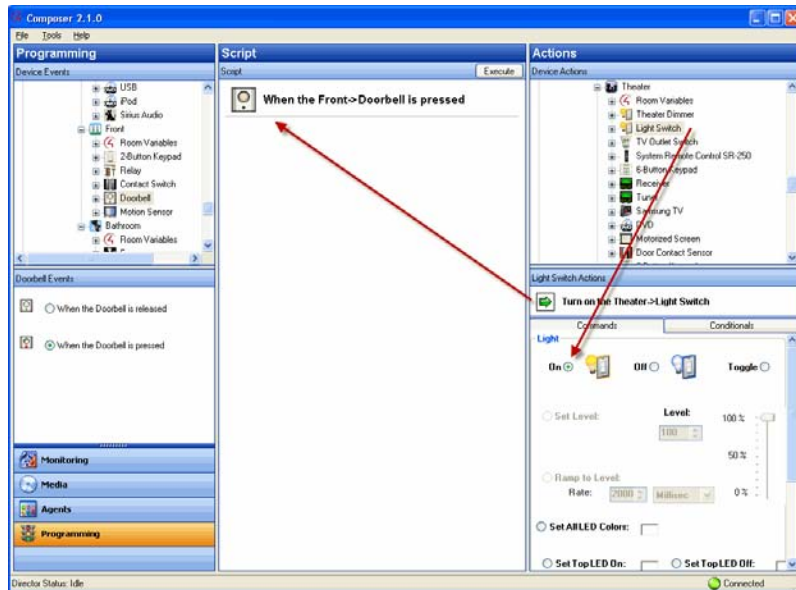 Composer 2.1.0
File Tools Help
Programming
Device Events
USB
iPod
Sirius Audio
Front
Room Variables
2-Button Keypad
Relay
Contact Switch
Doorbell
Motion Sensor
Bathroom
Room Variables
Doorbell Events
When the Doorbell is released
When the Doorbell is pressed
Monitoring
Media
Agents
Programming
Director Status: Idle
Script
Script Execute
When the Front->Doorbell is pressed
Actions
Device Actions
Theater
Room Variables
Theater Dimmer
Light Switch
TV Outlet Switch
System Remote Control SR-250
6-Button Keypad
Receiver
Tuner
Samsung TV
DVD
Motorized Screen
Door Contact Sensor
Light Switch Actions
Turn on the Theater->Light Switch
Commands Conditionals
Light
On Off Toggle
Set Level: Level: 100 %
100
50 %
Ramp to Level:
Rate: 2000 Millisec 0 %
Set All LED Colors:
Set Top LED On: Set Top LED Off:
Connected